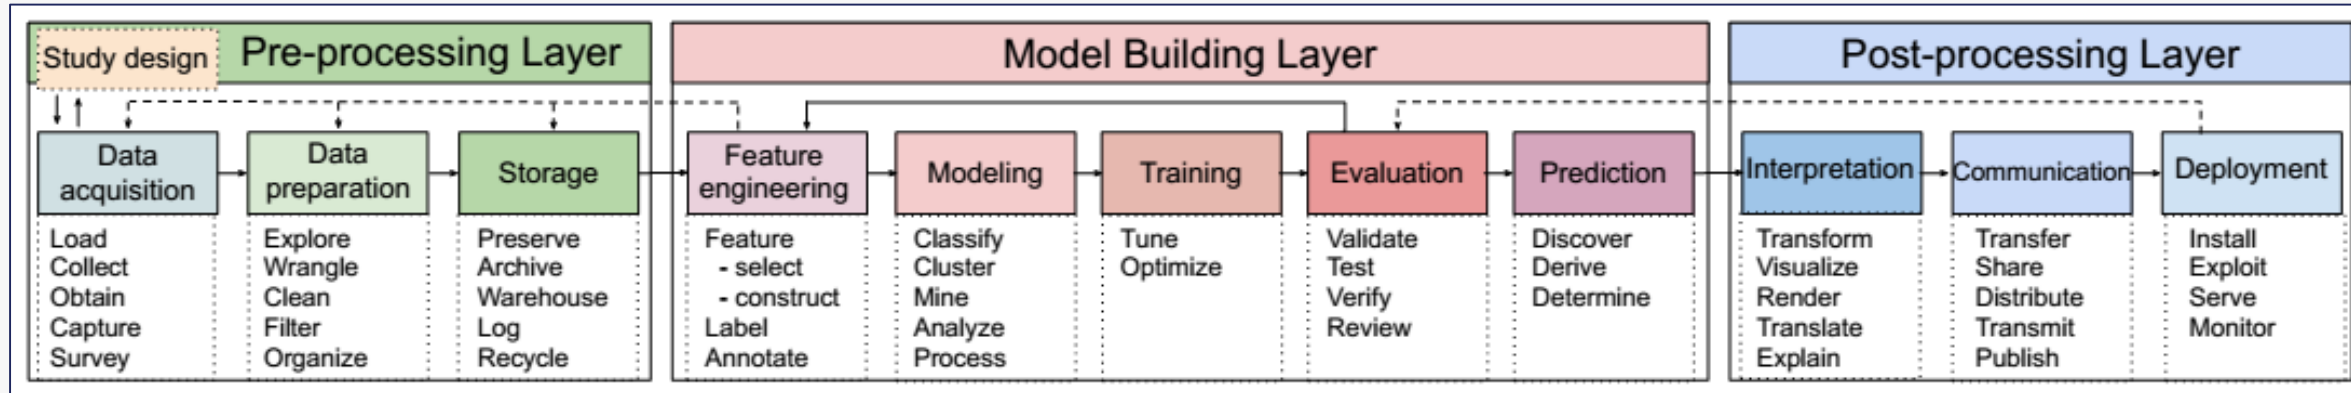 Study design
Pre-processing Layer
Model Building Layer
Post-processing Layer
Data
acquisition
Data
preparation
Storage
Feature
engineering
Modeling
Training
Evaluation
Prediction
Interpretation
Communication
Deployment
Load
Collect
Obtain
Capture
Survey
Explore
Wrangle
Clean
Filter
Organize
Preserve
Archive
Warehouse
Log
Recycle
Feature
- select
- construct
Label
Annotate
Classify
Cluster
Mine
Analyze
Process
Tune
Optimize
Validate
Test
Verify
Review
Discover
Derive
Determine
Transform
Visualize
Render
Translate
Explain
Transfer
Share
Distribute
Transmit
Publish
Install
Exploit
Serve
Monitor